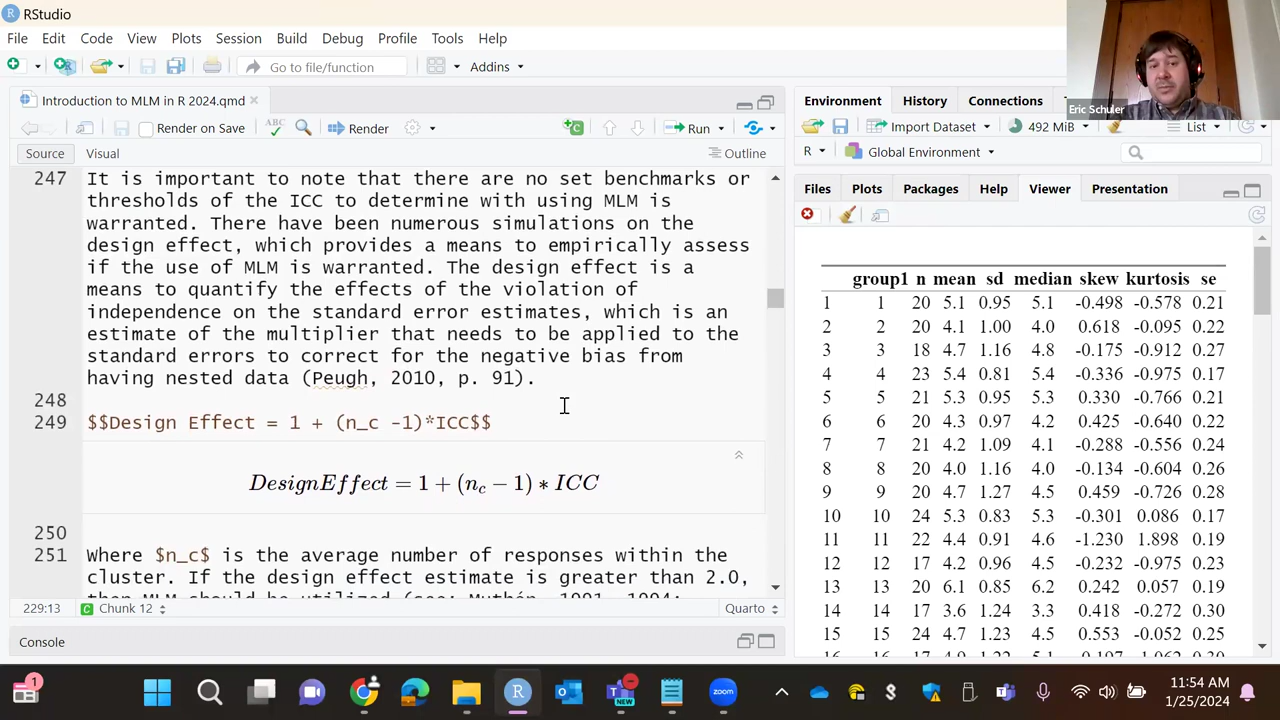 RStudio
File Edit Code View Plots Session Build Debug Profile Tools Help
Go to file/function
Addins
Eric Schuler
Introduction to MLM in R 2024.qmd
Render on Save
ABC
Render
Run
Source Visual
Outline
247 It is important to note that there are no set benchmarks or
thresholds of the ICC to determine with using MLM is
warranted. There have been numerous simulations on the
design effect, which provides a means to empirically assess
if the use of MLM is warranted. The design effect is a
means to quantify the effects of the violation of
independence on the standard error estimates, which is an
estimate of the multiplier that needs to be applied to the
standard errors to correct for the negative bias from
having nested data (Peugh, 2010, p. 91).
248
249 $$Design Effect = 1 + (n_c -1)*ICC$$
DesignEffect = 1 + (n_c − 1) ∗ ICC
250
251 Where $n_c$ is the average number of responses within the
cluster. If the design effect estimate is greater than 2.0,
229:13 Chunk 12 Quarto
Console
Environment History Connections
Import Dataset 492 MiB List
R Global Environment
Files Plots Packages Help Viewer Presentation
group1 n mean sd median skew kurtosis se
1 1 20 5.1 0.95 5.1 -0.498 -0.578 0.21
2 2 20 4.1 1.00 4.0 0.618 -0.095 0.22
3 3 18 4.7 1.16 4.8 -0.175 -0.912 0.27
4 4 23 5.4 0.81 5.4 -0.336 -0.975 0.17
5 5 21 5.3 0.95 5.3 0.330 -0.766 0.21
6 6 20 4.3 0.97 4.2 0.425 -0.640 0.22
7 7 21 4.2 1.09 4.1 -0.288 -0.556 0.24
8 8 20 4.0 1.16 4.0 -0.134 -0.604 0.26
9 9 20 4.7 1.27 4.5 0.459 -0.726 0.28
10 10 24 5.3 0.83 5.3 -0.301 0.086 0.17
11 11 22 4.4 0.91 4.6 -1.230 1.898 0.19
12 12 17 4.2 0.96 4.5 -0.232 -0.975 0.23
13 13 20 6.1 0.85 6.2 0.242 0.057 0.19
14 14 17 3.6 1.24 3.3 0.418 -0.272 0.30
15 15 24 4.7 1.23 4.5 0.553 -0.052 0.25
1
NEW
11:54 AM
1/25/2024